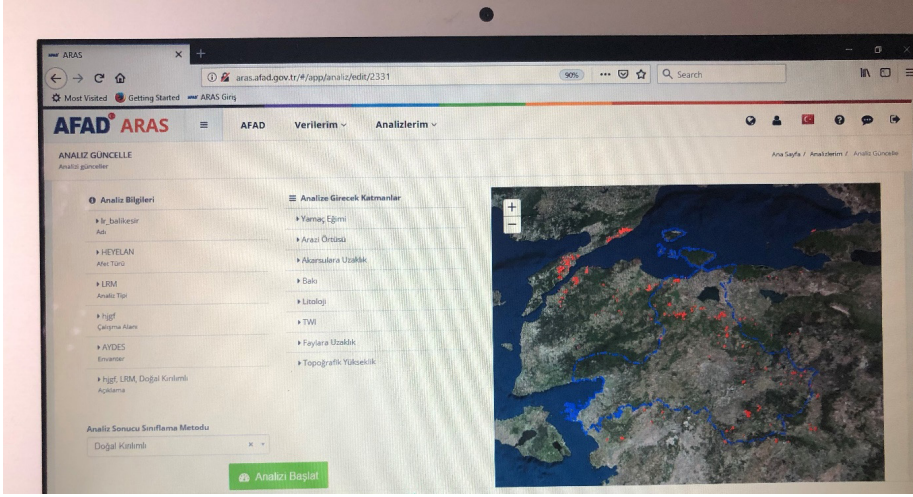 ARAS
aras.afad.gov.tr/#/app/analiz/edit/2331
90%
Search
Most Visited
Getting Started
ARAS Giriş
AFAD ARAS
AFAD
Verilerim
Analizlerim
ANALIZ GÜNCELLE
Analizi günceller
Ana Sayfa / Analizlerim / Analiz Güncelle
Analiz Bilgileri
lr_balikesir
Adı
HEYELAN
Afet Türü
LRM
Analiz Tipi
hjgf
Çalışma Alanı
AYDES
Envanter
hjgf, LRM, Doğal Kırılımlı
Açıklama
Analize Girecek Katmanlar
Yamaç Eğimi
Arazi Örtüsü
Akarsulara Uzaklık
Bakı
Litoloji
TWI
Faylara Uzaklık
Topoğrafik Yükseklik
+
−
Analiz Sonucu Sınıflama Metodu
Doğal Kırılımlı
Analizi Başlat